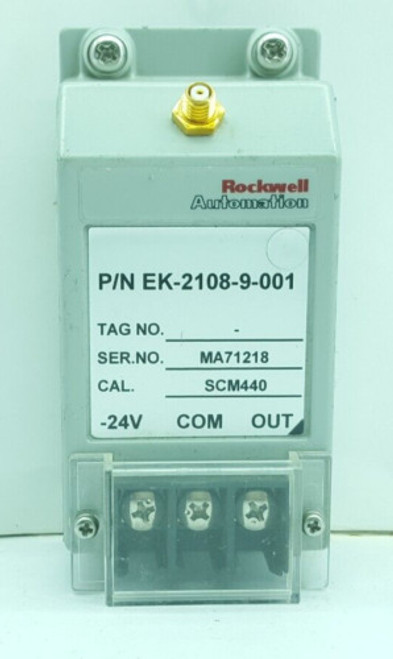 Rockwell
Automation
P/N EK-2108-9-001
TAG NO. -
SER.NO. MA71218
CAL. SCM440
-24V COM OUT